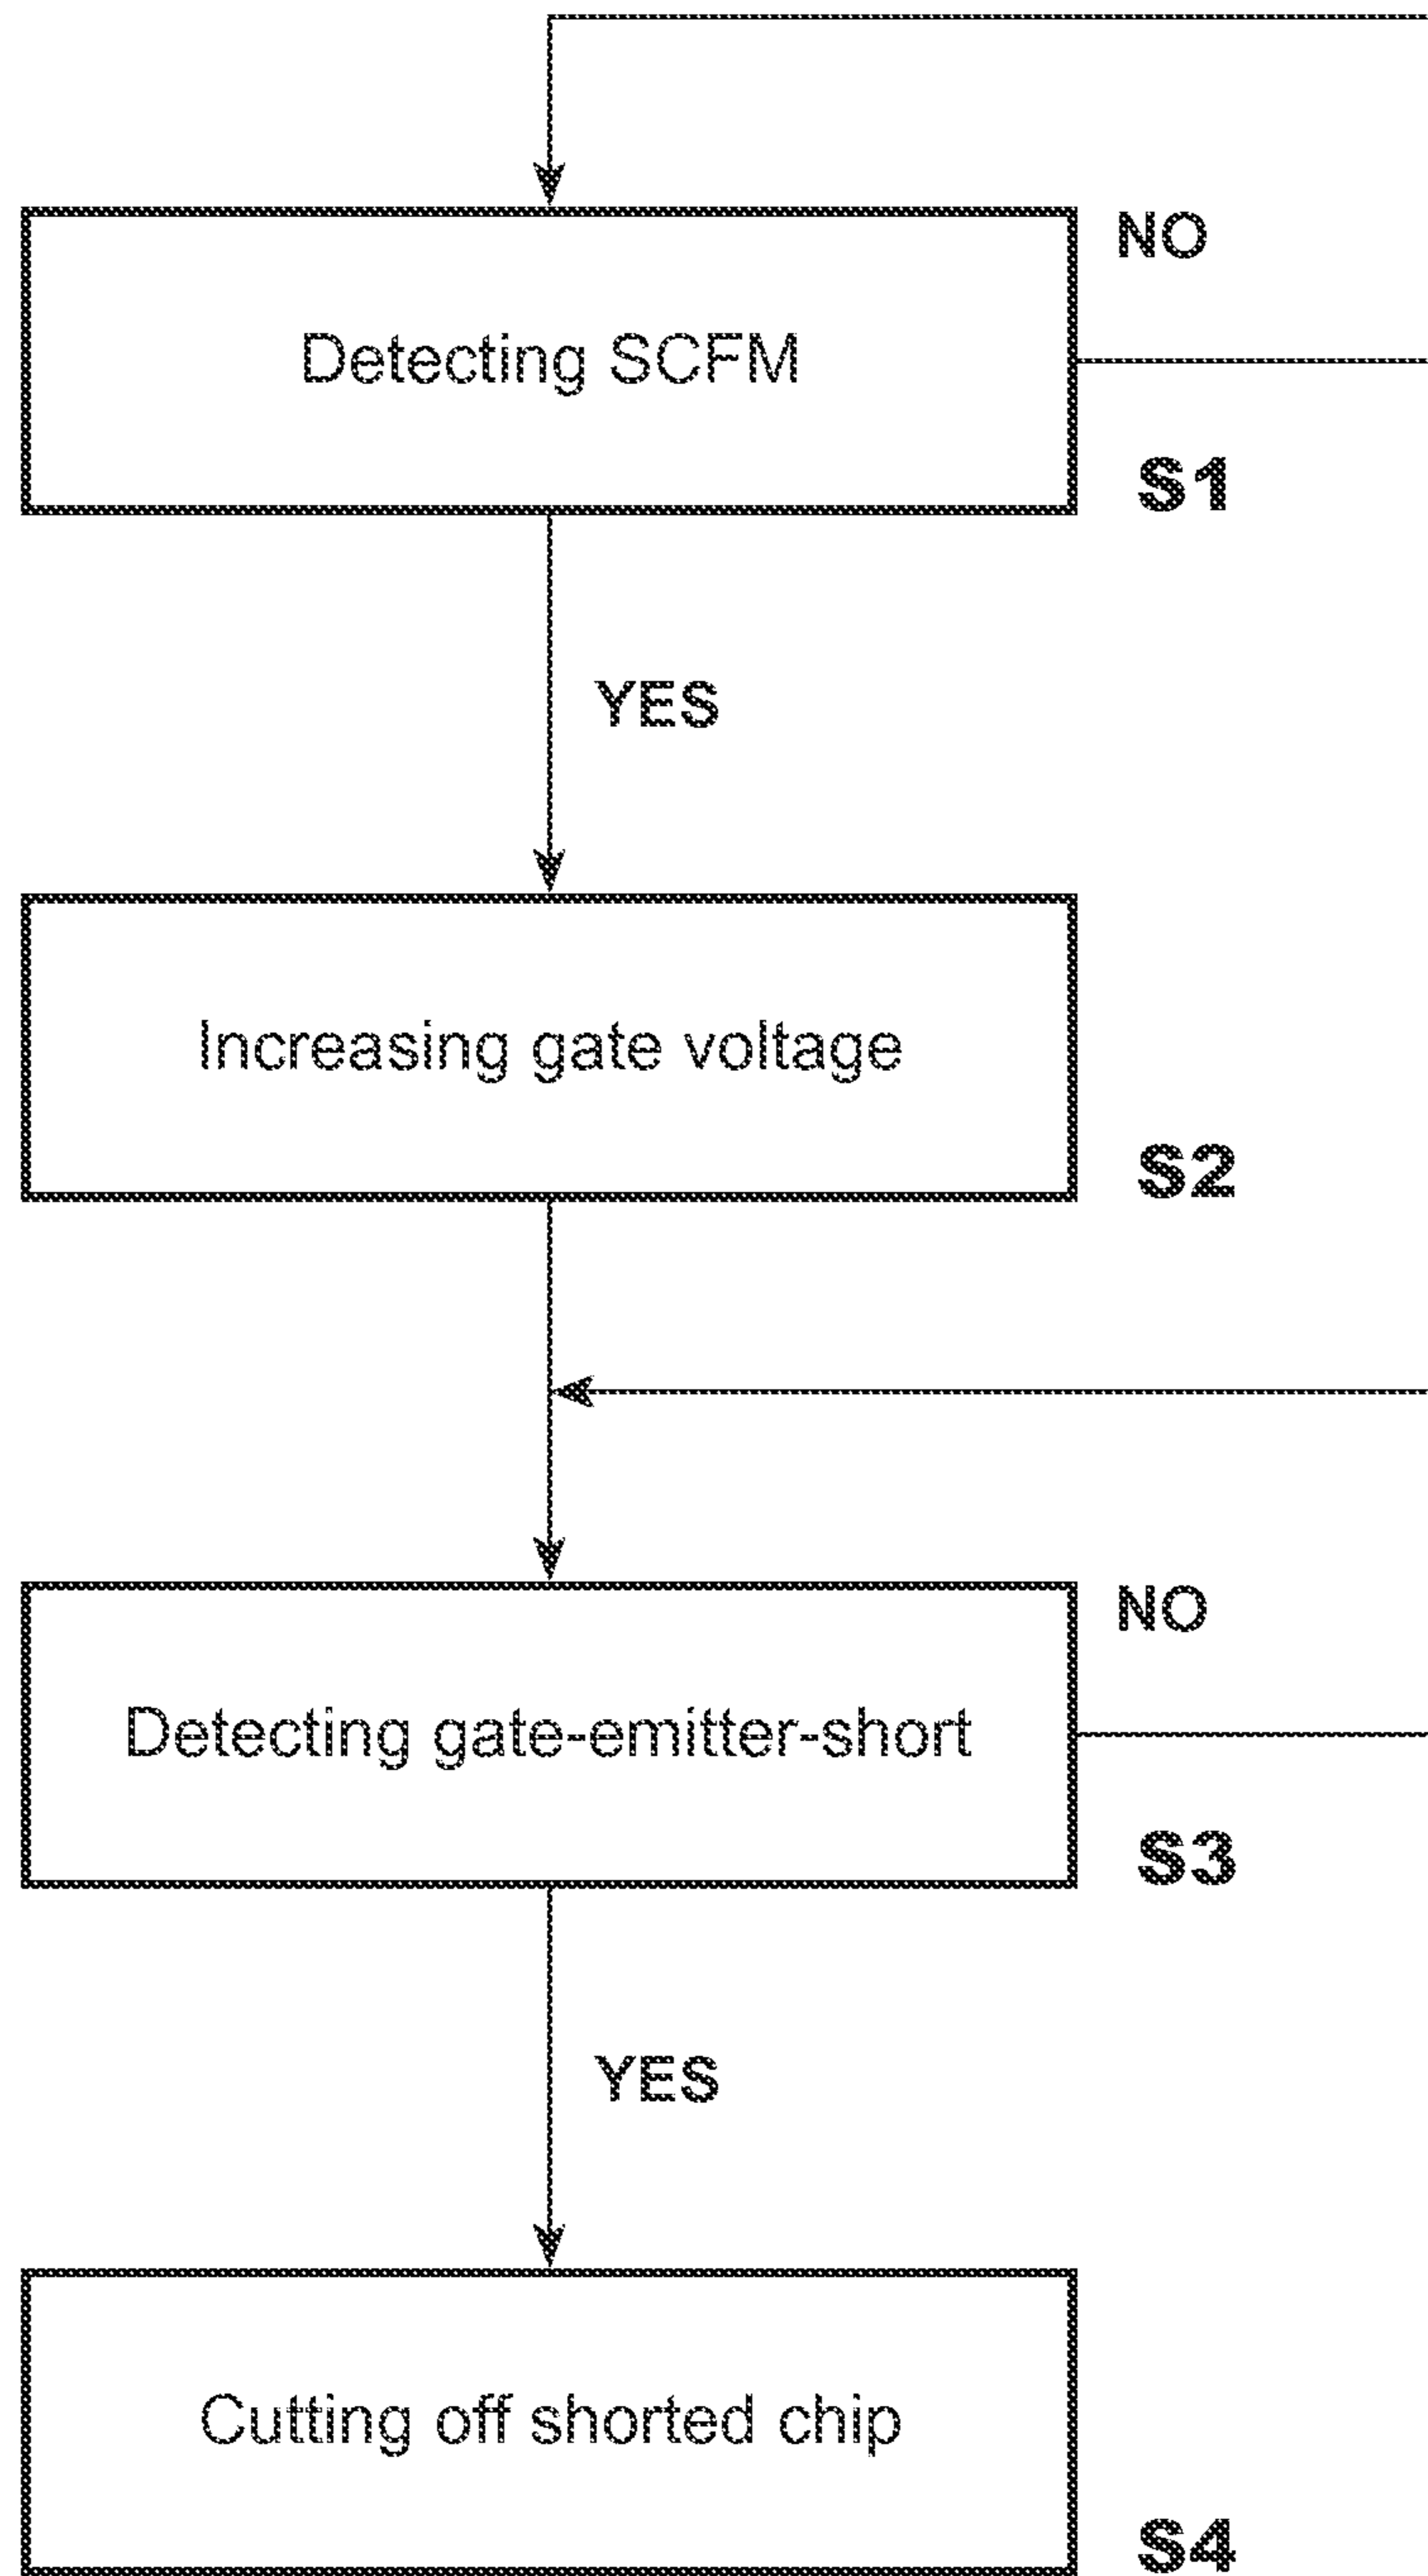 NO
Detecting SCFM
S1
YES
Increasing gate voltage
S2
NO
Detecting gate-emitter-short
S3
YES
Cutting off shorted chip
S4